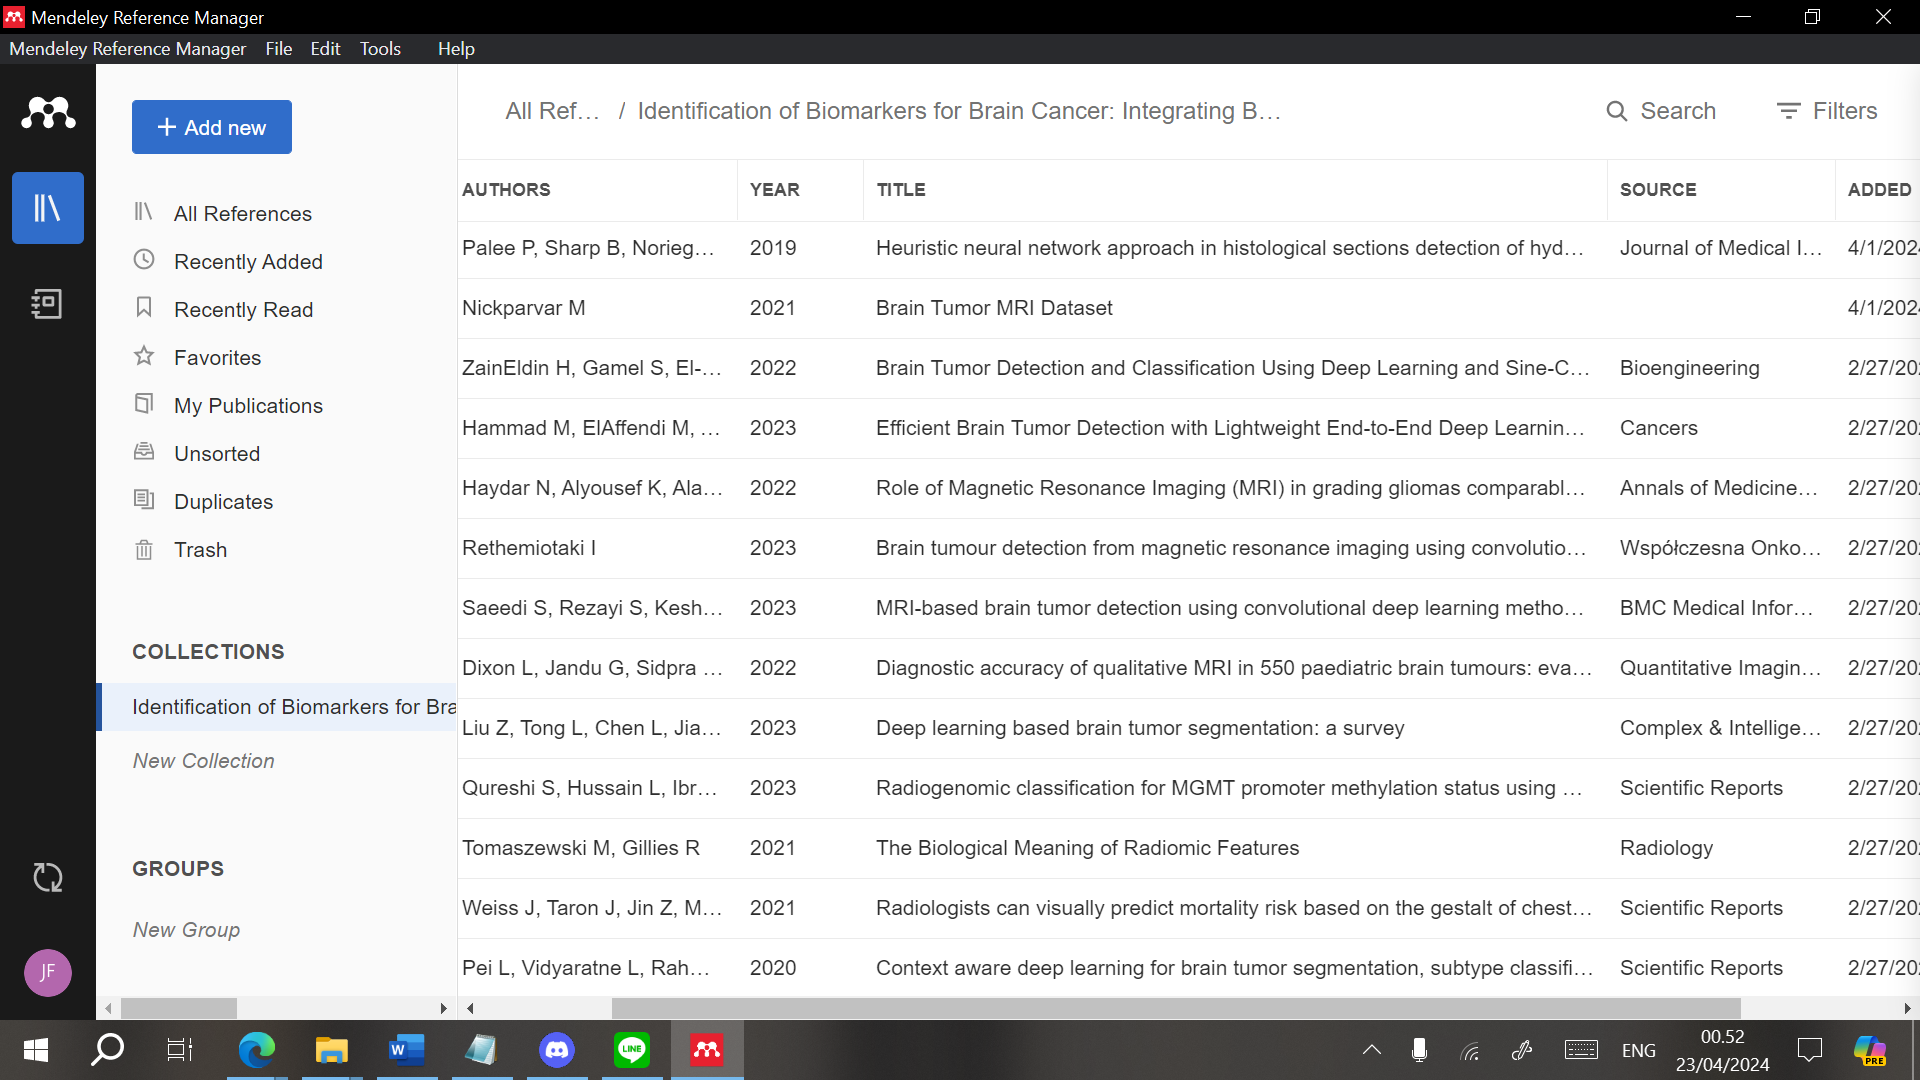 Mendeley Reference Manager
Mendeley Reference Manager File Edit Tools Help
+ Add new
All References
Recently Added
Recently Read
Favorites
My Publications
Unsorted
Duplicates
Trash
COLLECTIONS
Identification of Biomarkers for Bra
New Collection
GROUPS
New Group
JF
All Ref... / Identification of Biomarkers for Brain Cancer: Integrating B...
Search
Filters
AUTHORS YEAR TITLE SOURCE ADDED
Palee P, Sharp B, Norieg... 2019 Heuristic neural network approach in histological sections detection of hyd... Journal of Medical I... 4/1/202
Nickparvar M 2021 Brain Tumor MRI Dataset 4/1/202
ZainEldin H, Gamel S, El-... 2022 Brain Tumor Detection and Classification Using Deep Learning and Sine-C... Bioengineering 2/27/20
Hammad M, ElAffendi M, ... 2023 Efficient Brain Tumor Detection with Lightweight End-to-End Deep Learnin... Cancers 2/27/20
Haydar N, Alyousef K, Ala... 2022 Role of Magnetic Resonance Imaging (MRI) in grading gliomas comparabl... Annals of Medicine... 2/27/20
Rethemiotaki I 2023 Brain tumour detection from magnetic resonance imaging using convolutio... Współczesna Onko... 2/27/20
Saeedi S, Rezayi S, Kesh... 2023 MRI-based brain tumor detection using convolutional deep learning metho... BMC Medical Infor... 2/27/20
Dixon L, Jandu G, Sidpra ... 2022 Diagnostic accuracy of qualitative MRI in 550 paediatric brain tumours: eva... Quantitative Imagin... 2/27/20
Liu Z, Tong L, Chen L, Jia... 2023 Deep learning based brain tumor segmentation: a survey Complex & Intellige... 2/27/20
Qureshi S, Hussain L, Ibr... 2023 Radiogenomic classification for MGMT promoter methylation status using ... Scientific Reports 2/27/20
Tomaszewski M, Gillies R 2021 The Biological Meaning of Radiomic Features Radiology 2/27/20
Weiss J, Taron J, Jin Z, M... 2021 Radiologists can visually predict mortality risk based on the gestalt of chest... Scientific Reports 2/27/20
Pei L, Vidyaratne L, Rah... 2020 Context aware deep learning for brain tumor segmentation, subtype classifi... Scientific Reports 2/27/20
W
LINE
ENG
00.52
23/04/2024
PRE